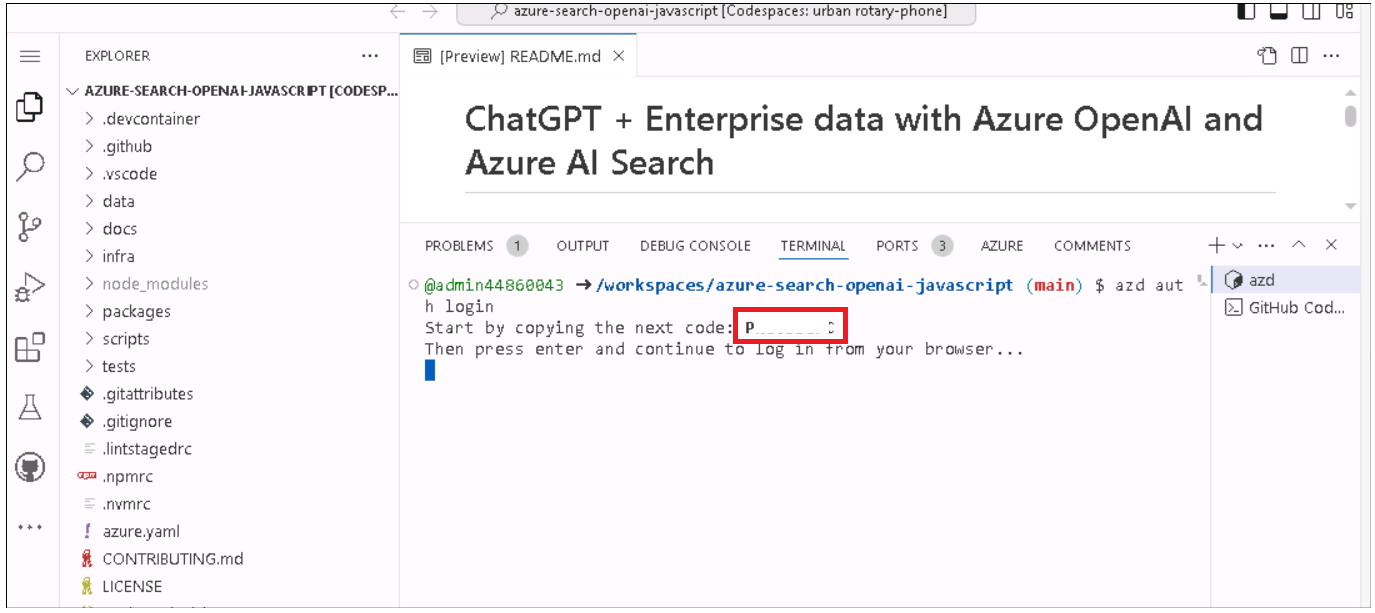 azure-search-openai-javascript [Codespaces: urban rotary-phone]
EXPLORER
AZURE-SEARCH-OPENAI-JAVASCRIPT [CODESP...
.devcontainer
.github
.vscode
data
docs
infra
node_modules
packages
scripts
tests
.gitattributes
.gitignore
.lintstagedrc
.npmrc
.nvmrc
azure.yaml
CONTRIBUTING.md
LICENSE
[Preview] README.md
ChatGPT + Enterprise data with Azure OpenAI and
Azure AI Search
PROBLEMS 1 OUTPUT DEBUG CONSOLE TERMINAL PORTS 3 AZURE COMMENTS
@admin44860043 ➜ /workspaces/azure-search-openai-javascript (main) $ azd aut
h login
Start by copying the next code:
Then press enter and continue to log in from your browser...
azd
GitHub Cod...